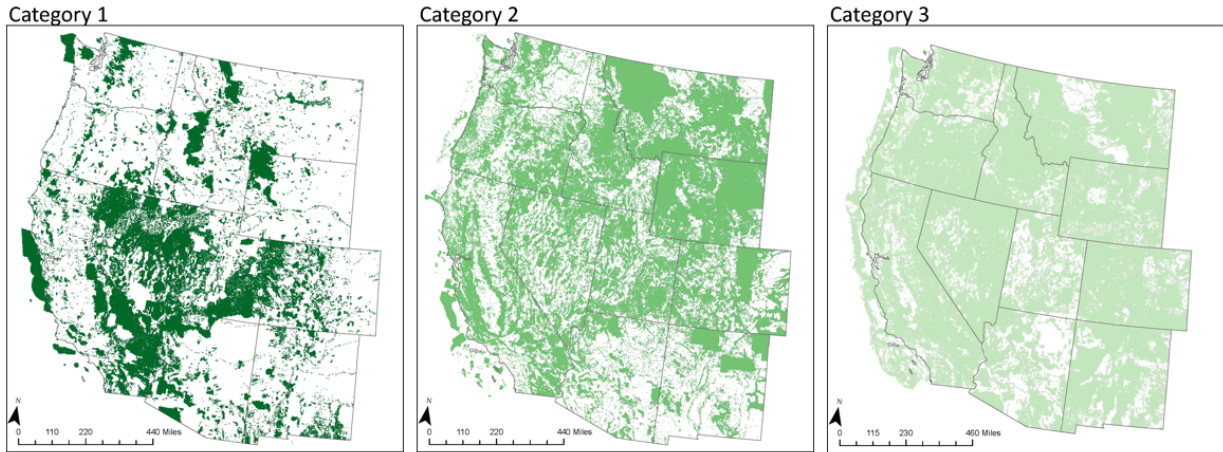 Category 1
Category 2
Category 3
N
0 110 220 440 Miles
N
0 110 220 440 Miles
N
0 115 230 460 Miles